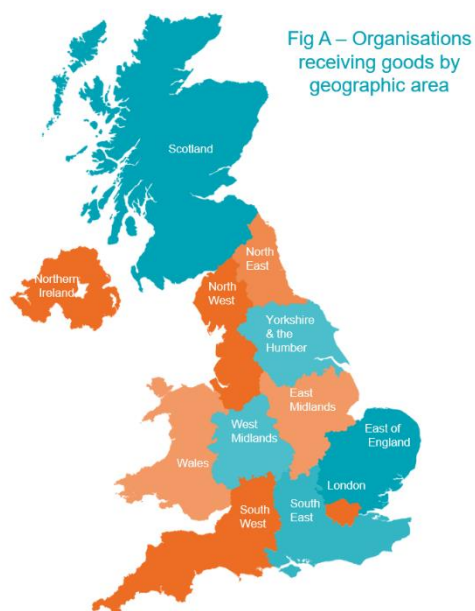 Fig A – Organisations
receiving goods by
geographic area
Scotland
Northern
Ireland
North
East
North
West
Yorkshire
& the
Humber
East
Midlands
West
Midlands
Wales
East of
England
London
South
West
South
East